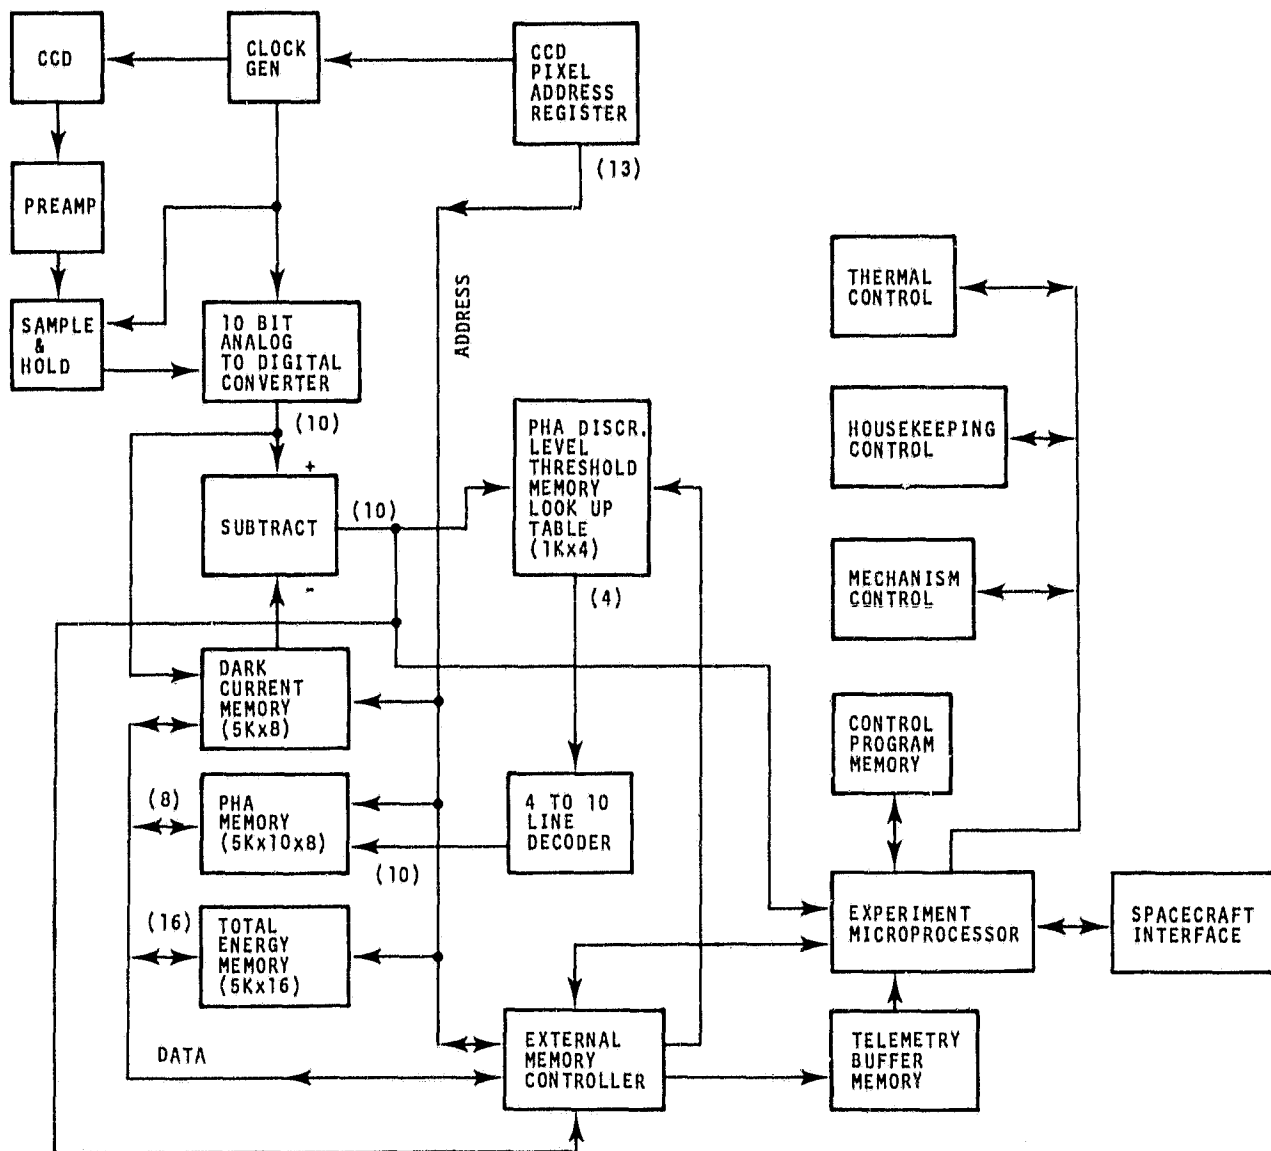 CCD
CLOCK
GEN
CCD
PIXEL
ADDRESS
REGISTER
(13)
PREAMP
SAMPLE
&
HOLD
10 BIT
ANALOG
TO DIGITAL
CONVERTER
(10)
ADDRESS
THERMAL
CONTROL
+
SUBTRACT
-
(10)
PHA DISCR.
LEVEL
THRESHOLD
MEMORY
LOOK UP
TABLE
(1Kx4)
(4)
HOUSEKEEPING
CONTROL
MECHANISM
CONTROL
DARK
CURRENT
MEMORY
(5Kx8)
CONTROL
PROGRAM
MEMORY
(8)
PHA
MEMORY
(5Kx10x8)
(10)
4 TO 10
LINE
DECODER
(16)
TOTAL
ENERGY
MEMORY
(5Kx16)
EXPERIMENT
MICROPROCESSOR
SPACECRAFT
INTERFACE
DATA
EXTERNAL
MEMORY
CONTROLLER
TELEMETRY
BUFFER
MEMORY